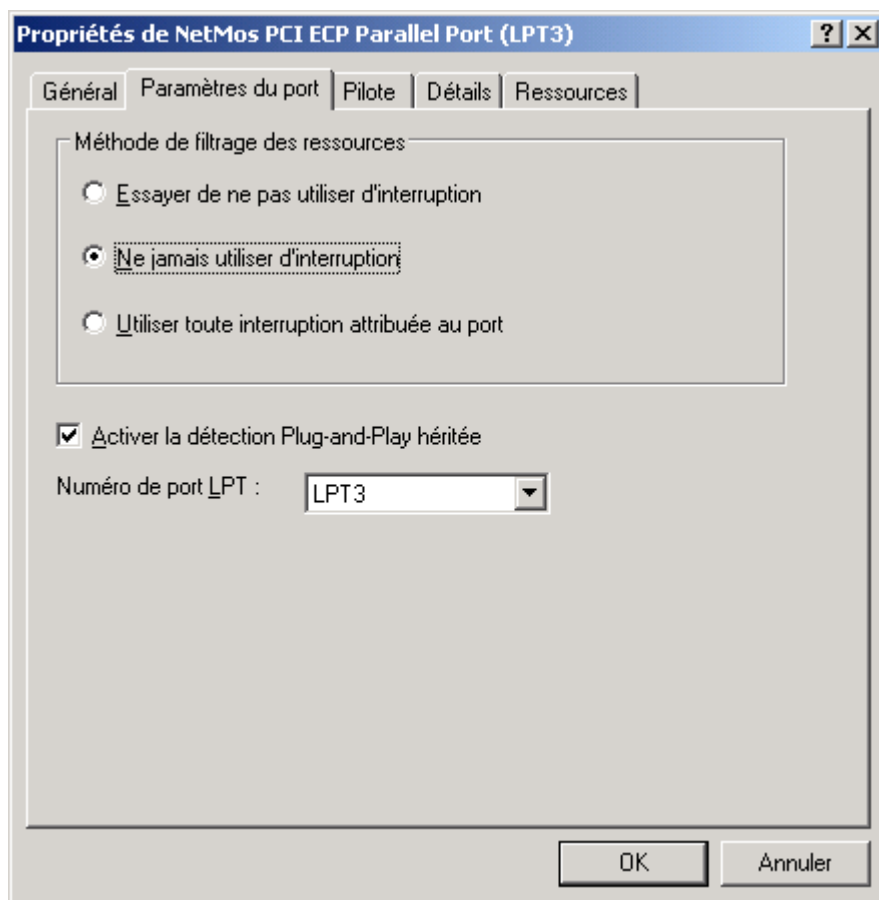 Propriétés de NetMos PCI ECP Parallel Port (LPT3)
Général Paramètres du port Pilote Détails Ressources
Méthode de filtrage des ressources
Essayer de ne pas utiliser d'interruption
Ne jamais utiliser d'interruption
Utiliser toute interruption attribuée au port
Activer la détection Plug-and-Play héritée
Numéro de port LPT : LPT3
OK Annuler